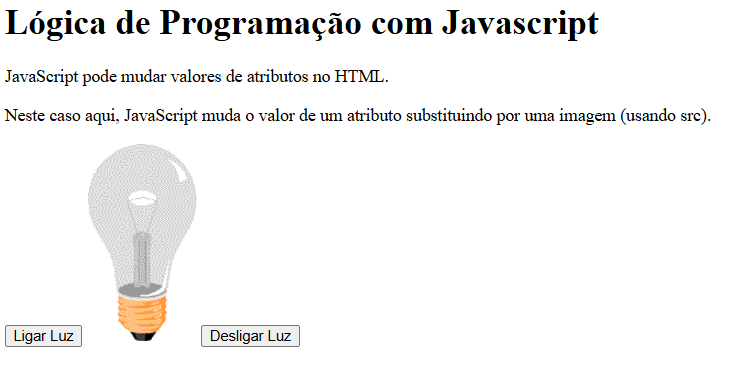 Lógica de Programação com Javascript
JavaScript pode mudar valores de atributos no HTML.
Neste caso aqui, JavaScript muda o valor de um atributo substituindo por uma imagem (usando src).
Ligar Luz
Desligar Luz